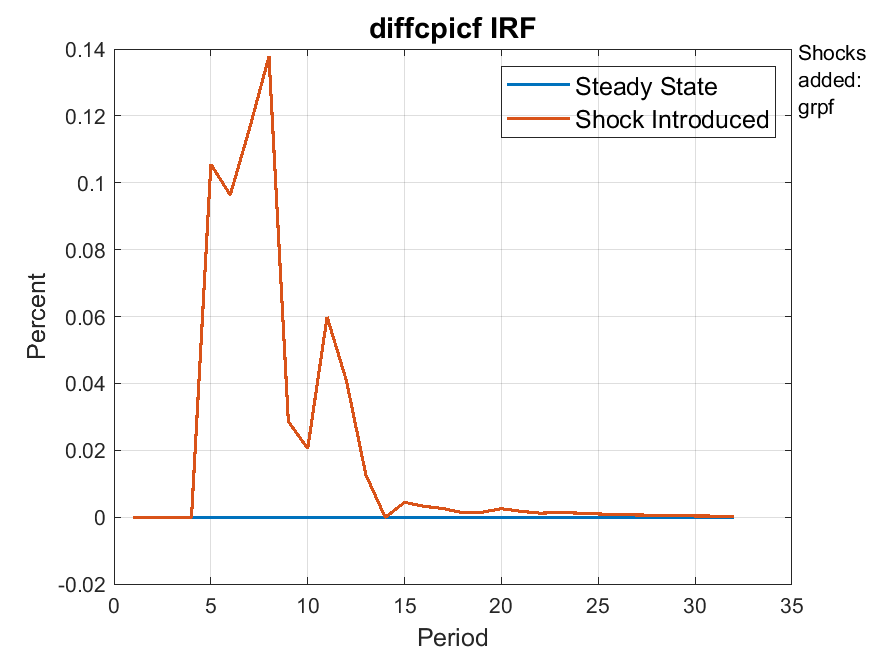 diffcpicf IRF
Shocks
added:
grpf
Steady State
Shock Introduced
Percent
0.14
0.12
0.1
0.08
0.06
0.04
0.02
0
-0.02
0
5
10
15
20
25
30
35
Period